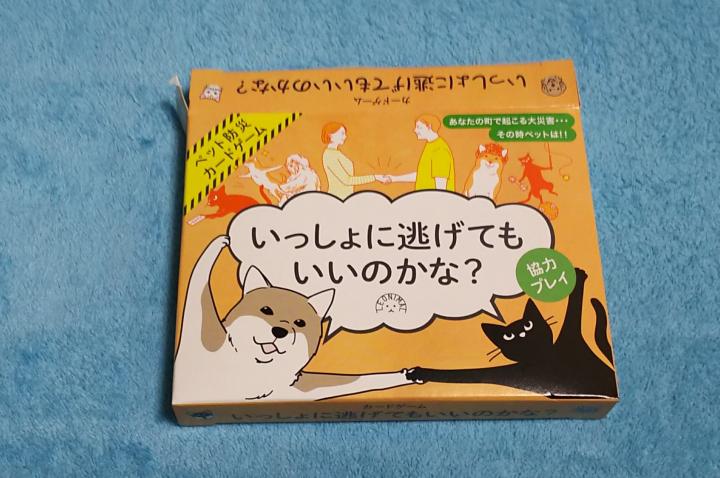 いっしょに逃げてもいいのかな？
カードゲーム
ペット防災
カードゲーム
あなたの町で起こる大災害・・・
その時ペットは!!
いっしょに逃げても
いいのかな？
協力
プレイ
LEONIMAL
カードゲーム
いっしょに逃げてもいいのかな？